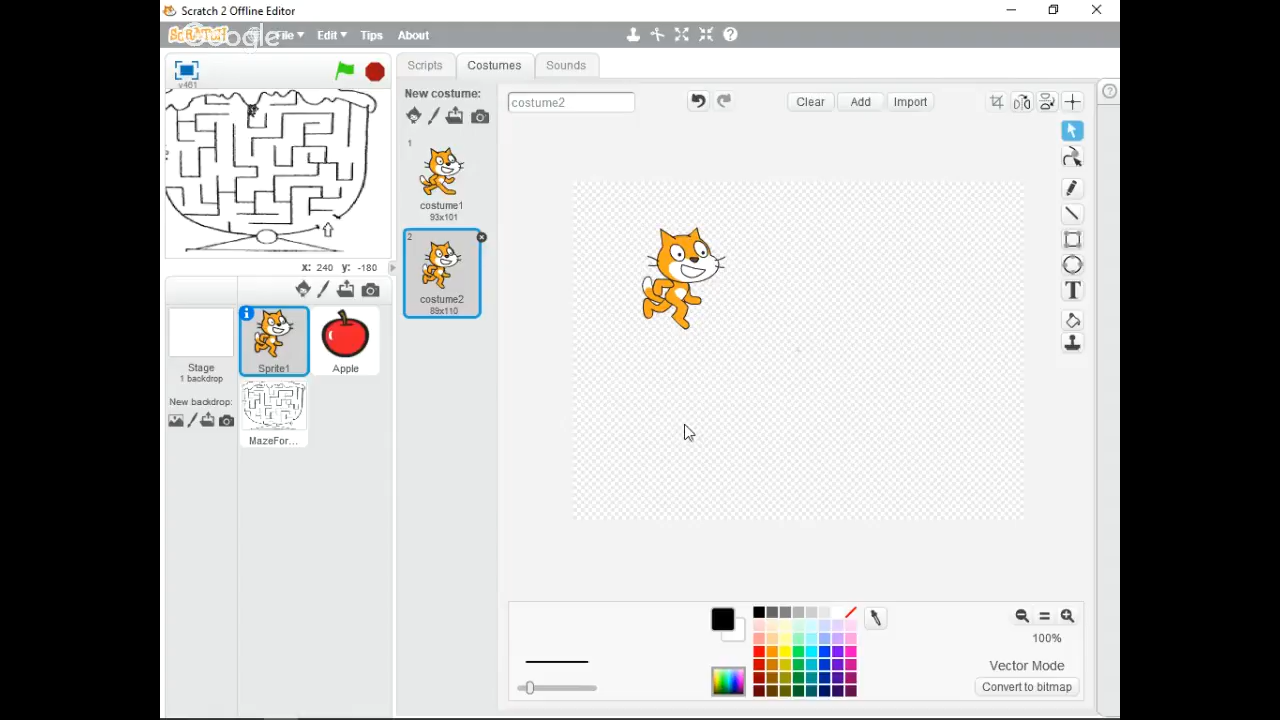 Scratch 2 Offline Editor
SCRATCH File Edit Tips About
Google
v461
Scripts Costumes Sounds
New costume:
costume2
Clear Add Import
1
costume1
93x101
2
costume2
89x110
x: 240 y: -180
Stage
1 backdrop
New backdrop:
Sprite1
Apple
MazeFor...
T
100%
Vector Mode
Convert to bitmap